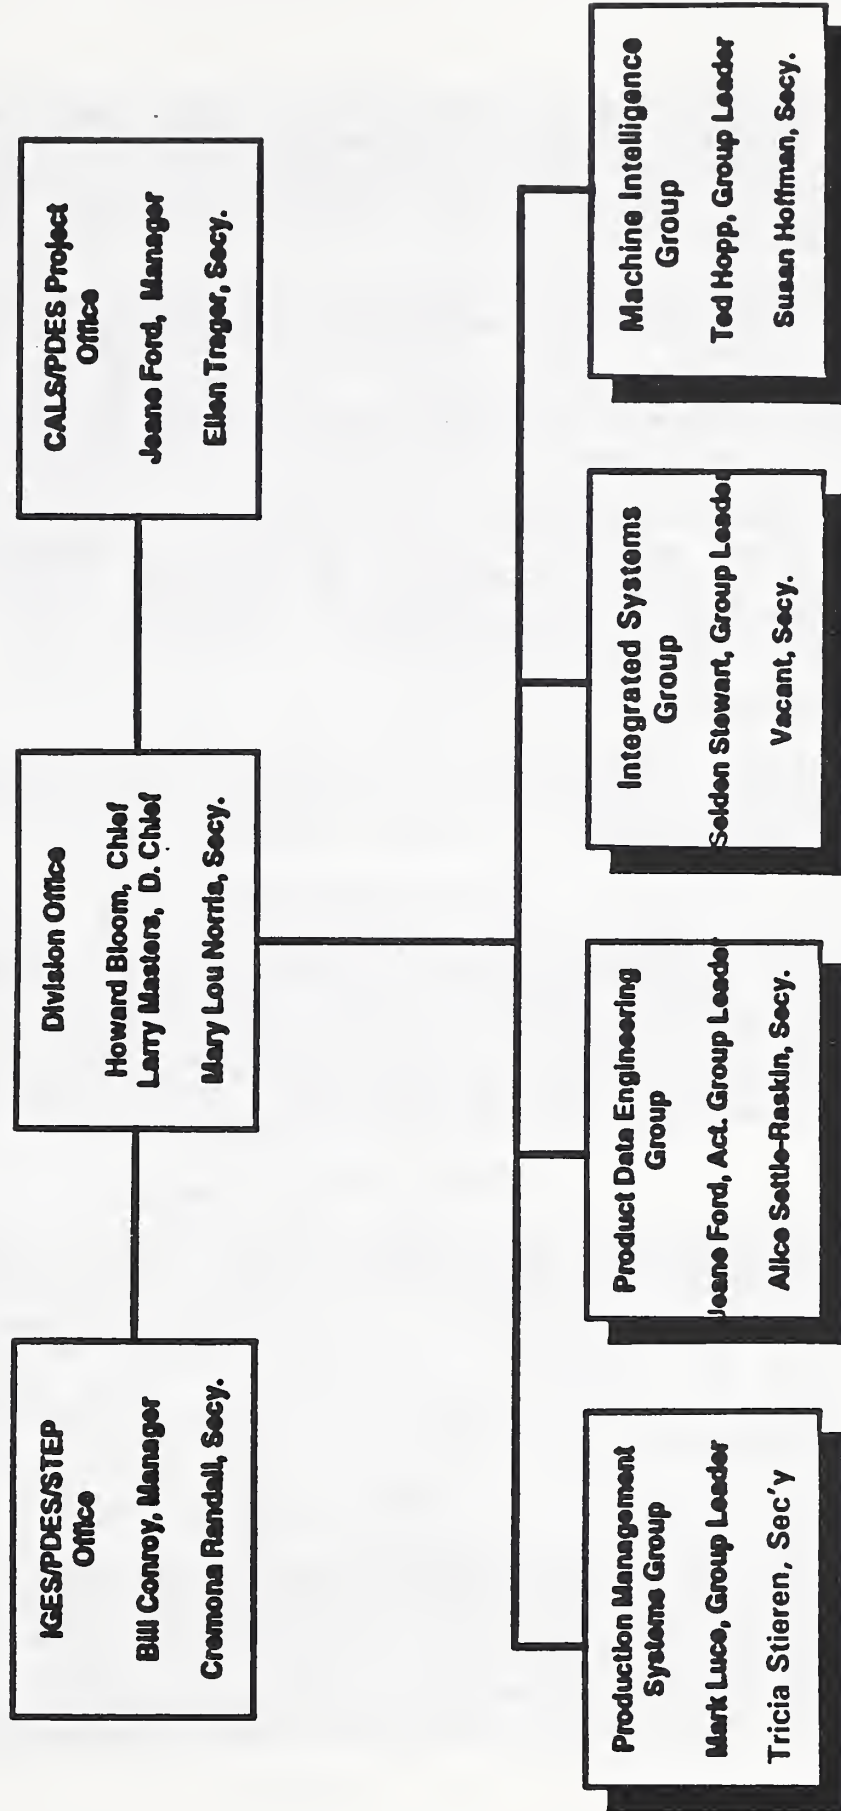 IGES/PDES/STEP
Office
Bill Conroy, Manager
Cremona Randall, Secy.
Division Office
Howard Bloom, Chief
Larry Masters, D. Chief
Mary Lou Norris, Secy.
CALS/PDES Project
Office
Jeane Ford, Manager
Ellen Trager, Secy.
Production Management
Systems Group
Mark Luce, Group Leader
Tricia Stieren, Sec'y
Product Data Engineering
Group
Jeane Ford, Act. Group Leader
Alice Settle-Raskin, Secy.
Integrated Systems
Group
Selden Stewart, Group Leader
Vacant, Secy.
Machine Intelligence
Group
Ted Hopp, Group Leader
Susan Hoffman, Secy.